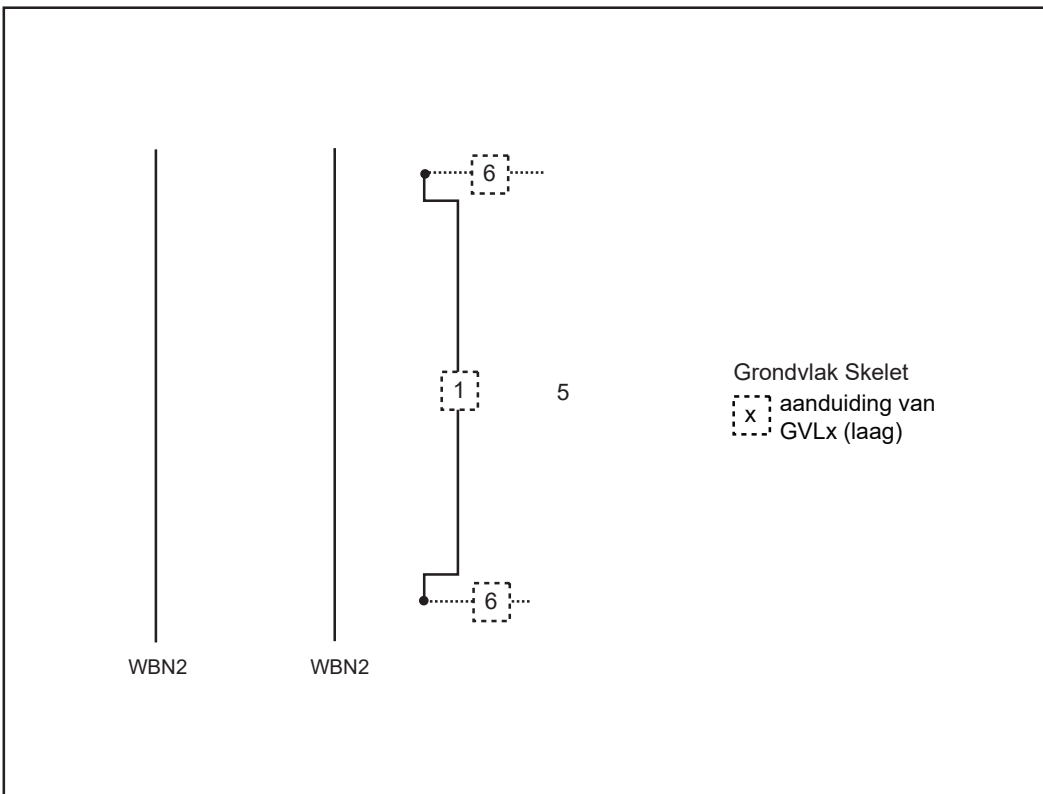 6
1
5
Grondvlak Skelet
x aanduiding van
GVLx (laag)
6
WBN2
WBN2